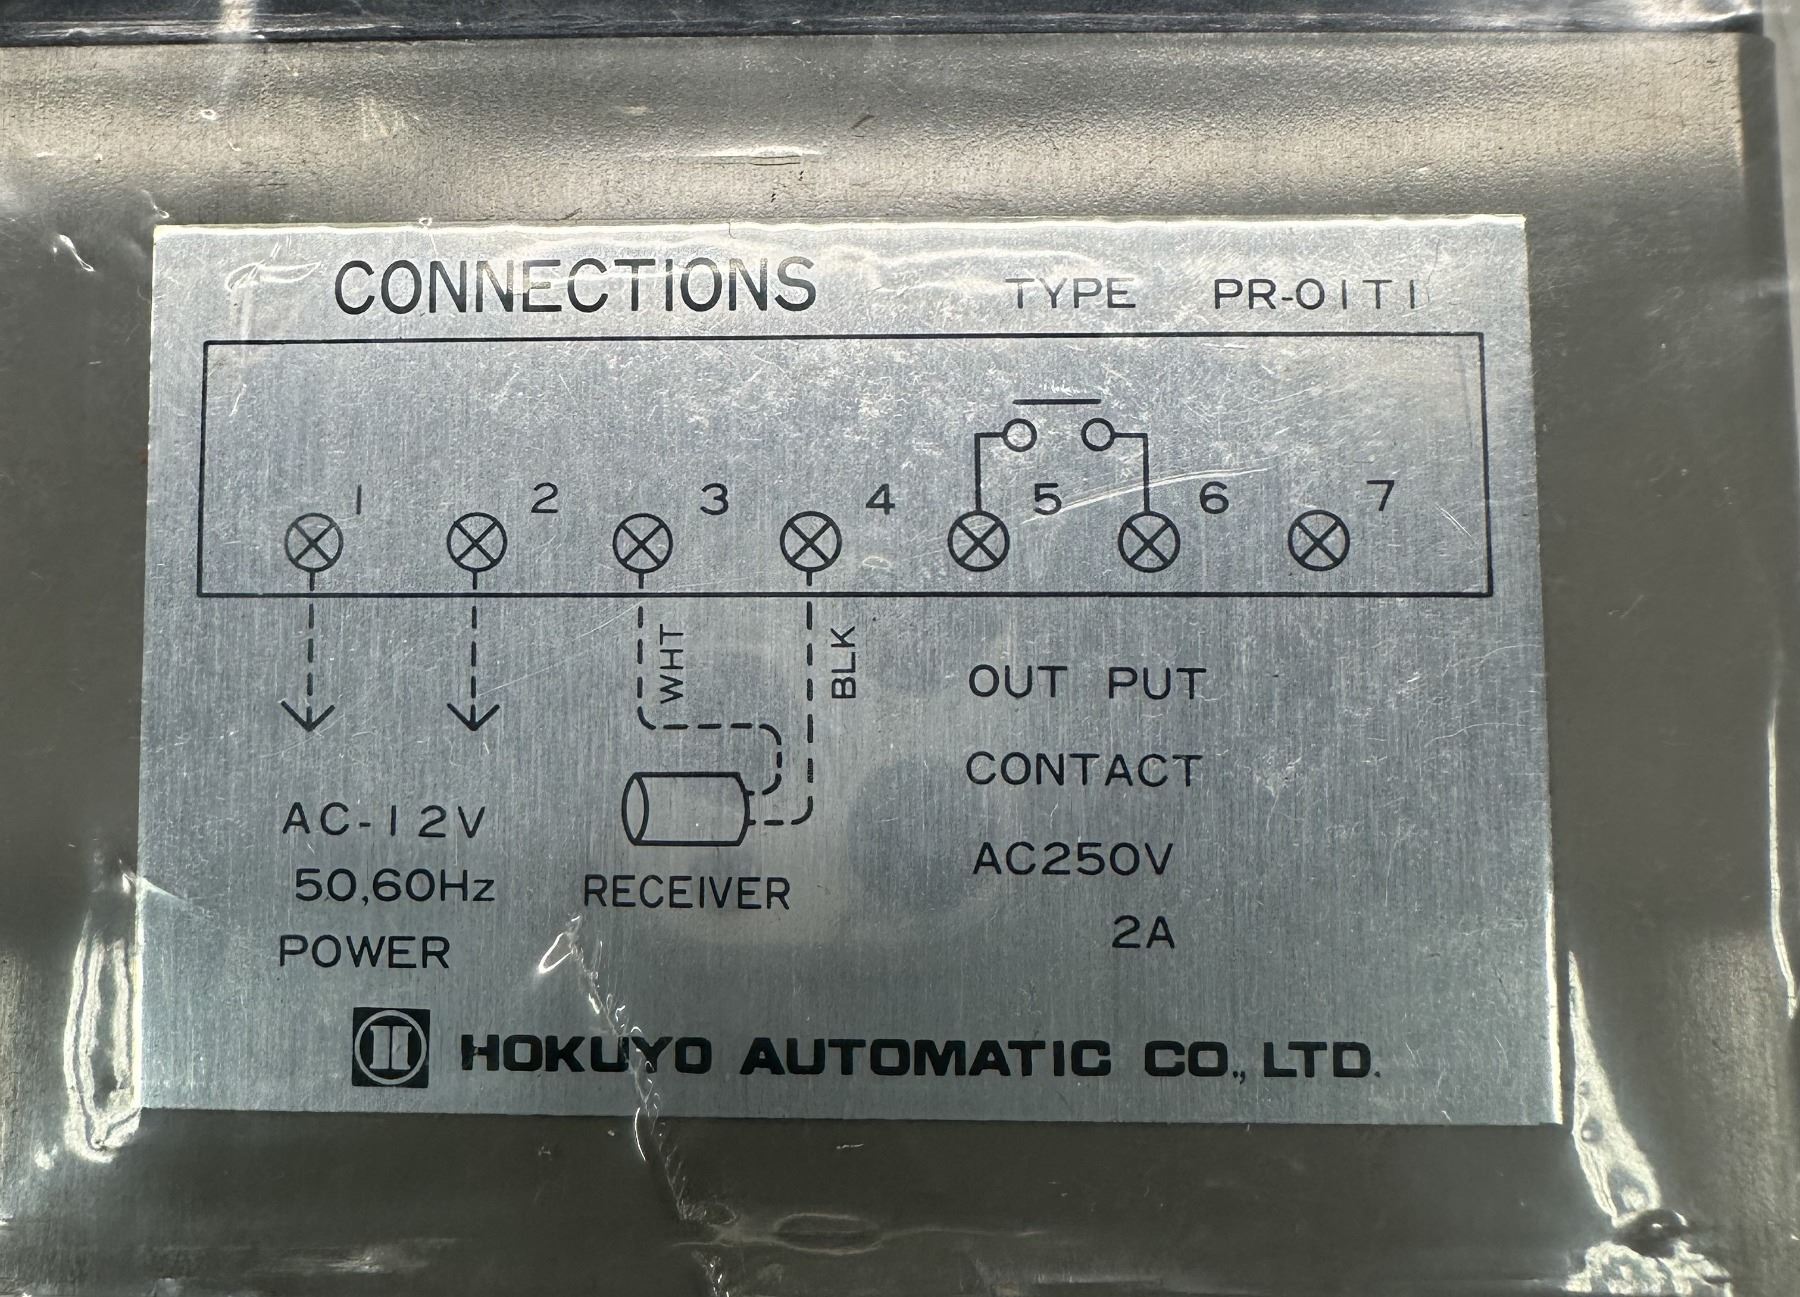 CONNECTIONS TYPE PR-01T1
1 2 3 4 5 6 7
WHT
BLK
AC-12V
50,60Hz
POWER
RECEIVER
OUT PUT
CONTACT
AC250V
2A
HOKUYO AUTOMATIC CO., LTD.